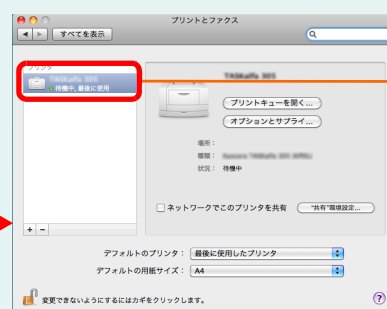 プリントとファクス
すべてを表示
プリンタ
待機中, 最後に使用
プリントキューを開く...
オプションとサプライ...
場所：
種類：
状況： 待機中
ネットワークでこのプリンタを共有
"共有"環境設定...
+ −
デフォルトのプリンタ： 最後に使用したプリンタ
デフォルトの用紙サイズ： A4
変更できないようにするにはカギをクリックします。
?